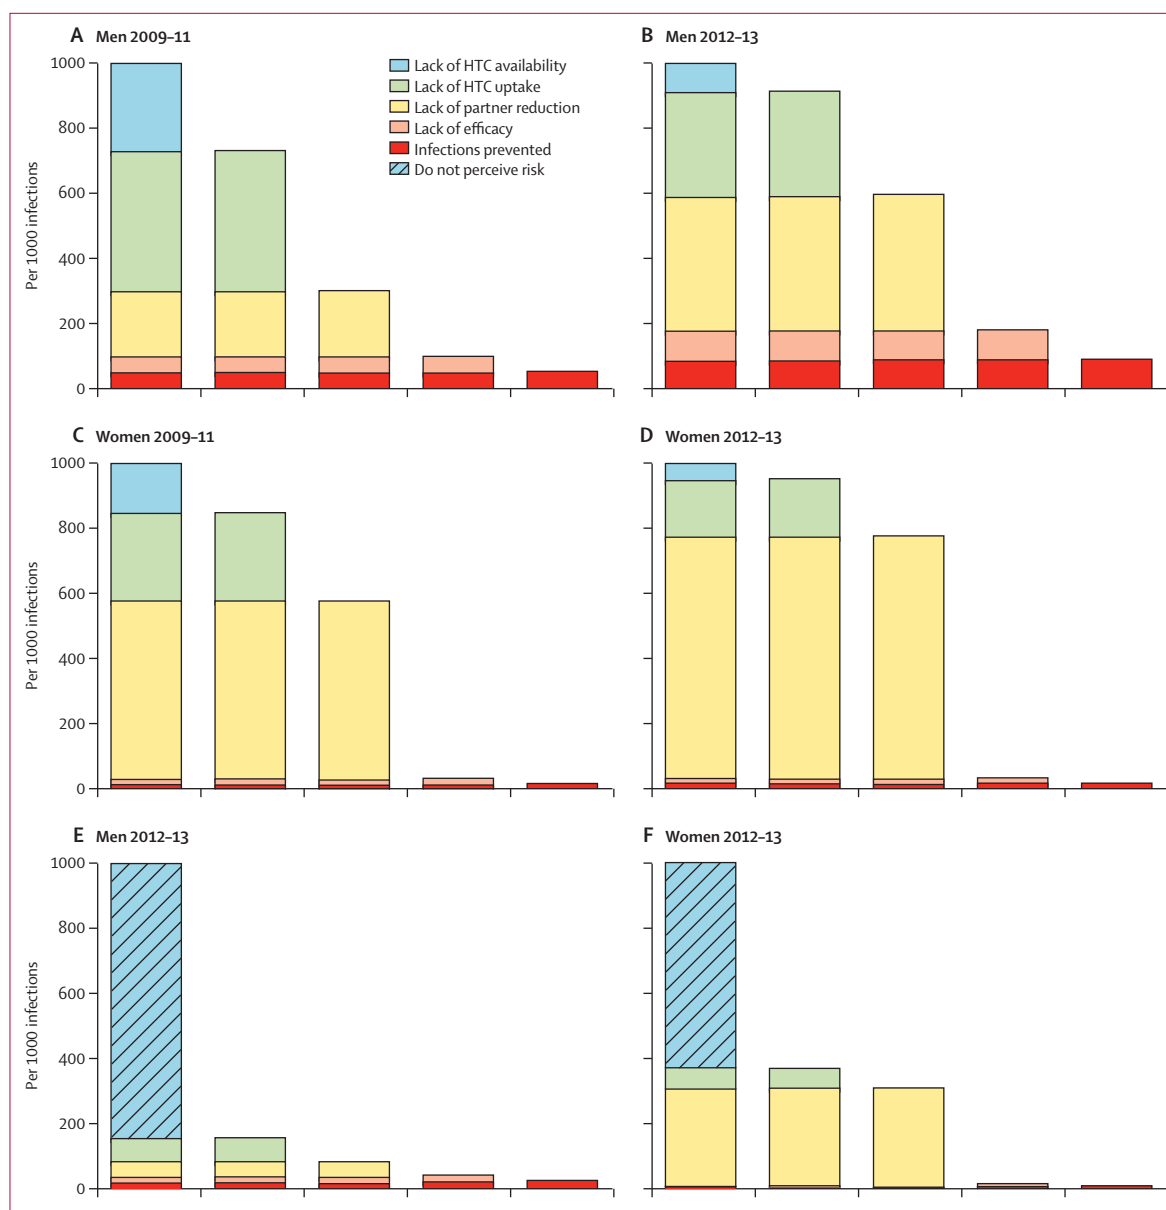 A Men 2009–11
1000
800
600
400
200
0
Per 1000 infections
Lack of HTC availability
Lack of HTC uptake
Lack of partner reduction
Lack of efficacy
Infections prevented
Do not perceive risk
B Men 2012–13
C Women 2009–11
1000
800
600
400
200
0
Per 1000 infections
D Women 2012–13
E Men 2012–13
1000
800
600
400
200
0
Per 1000 infections
F Women 2012–13